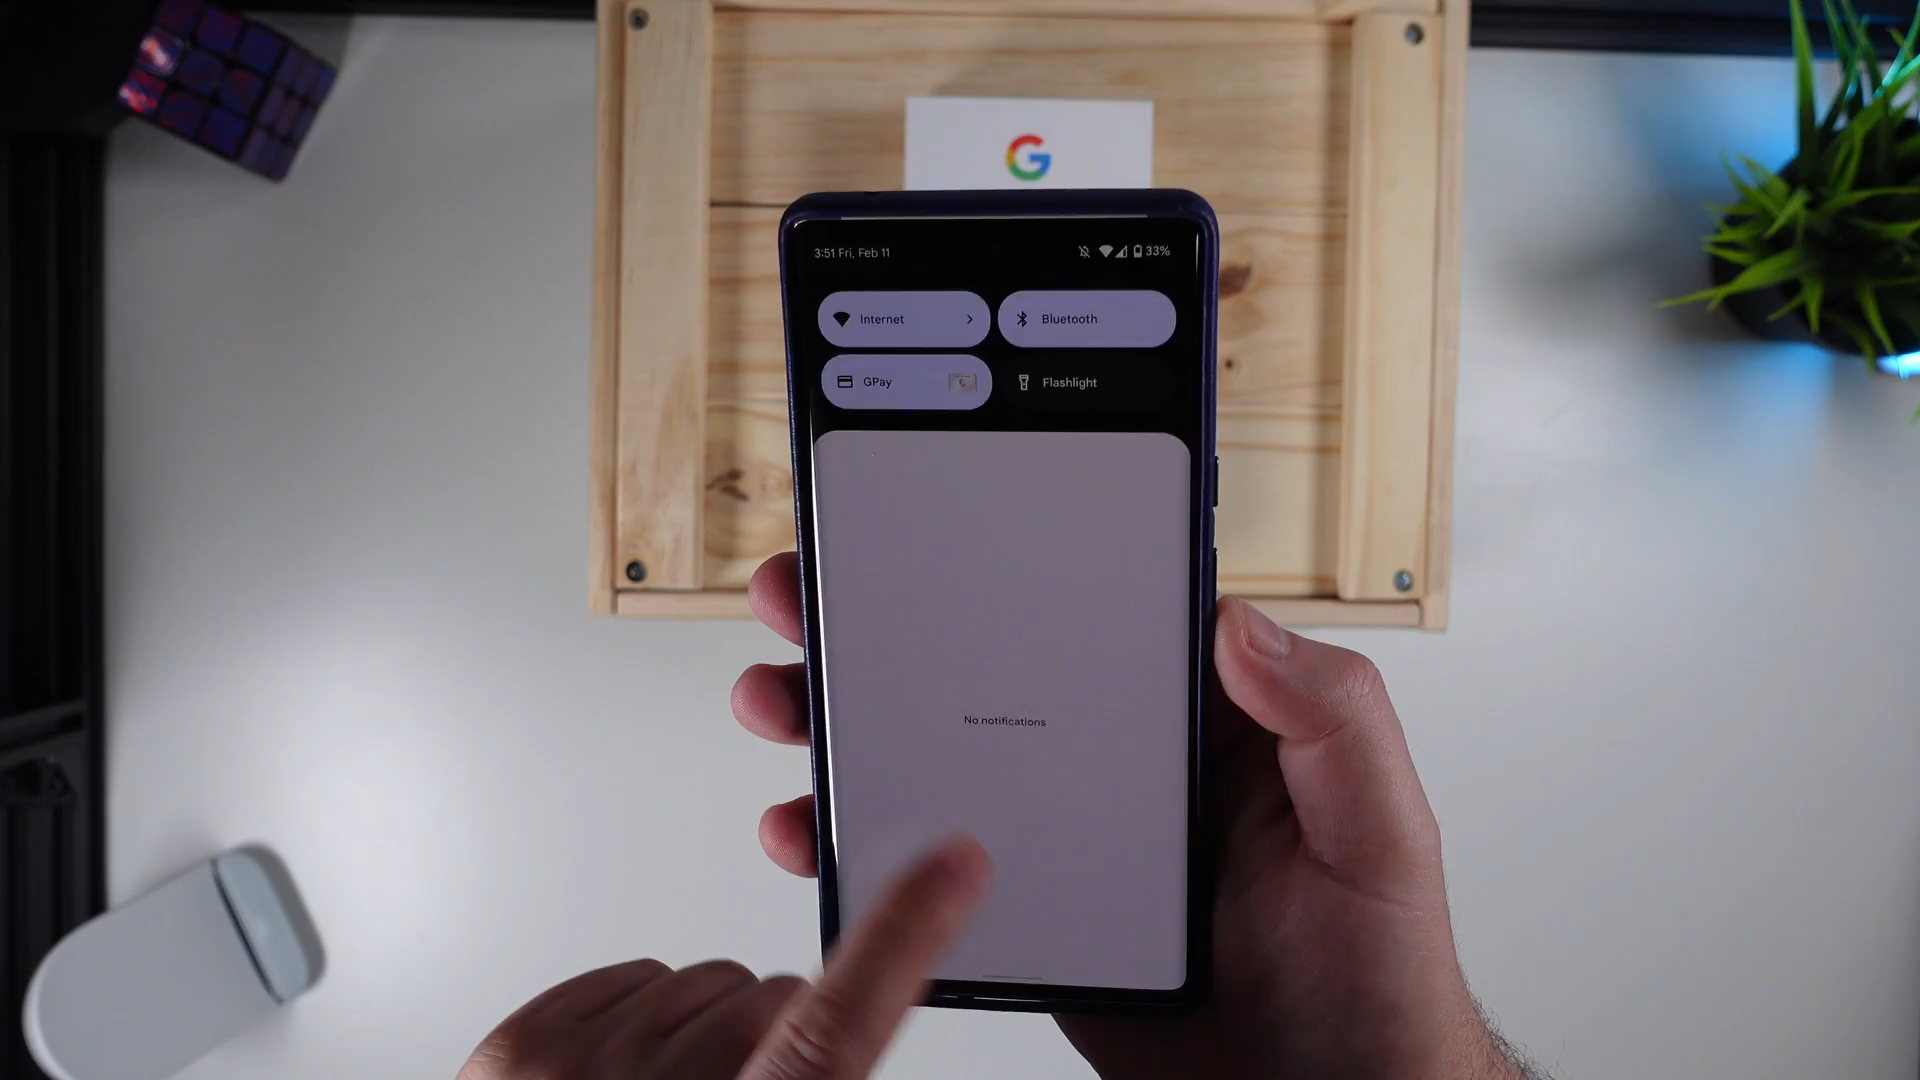 3:51 Fri, Feb 11
33%
Internet
Bluetooth
GPay
Flashlight
No notifications